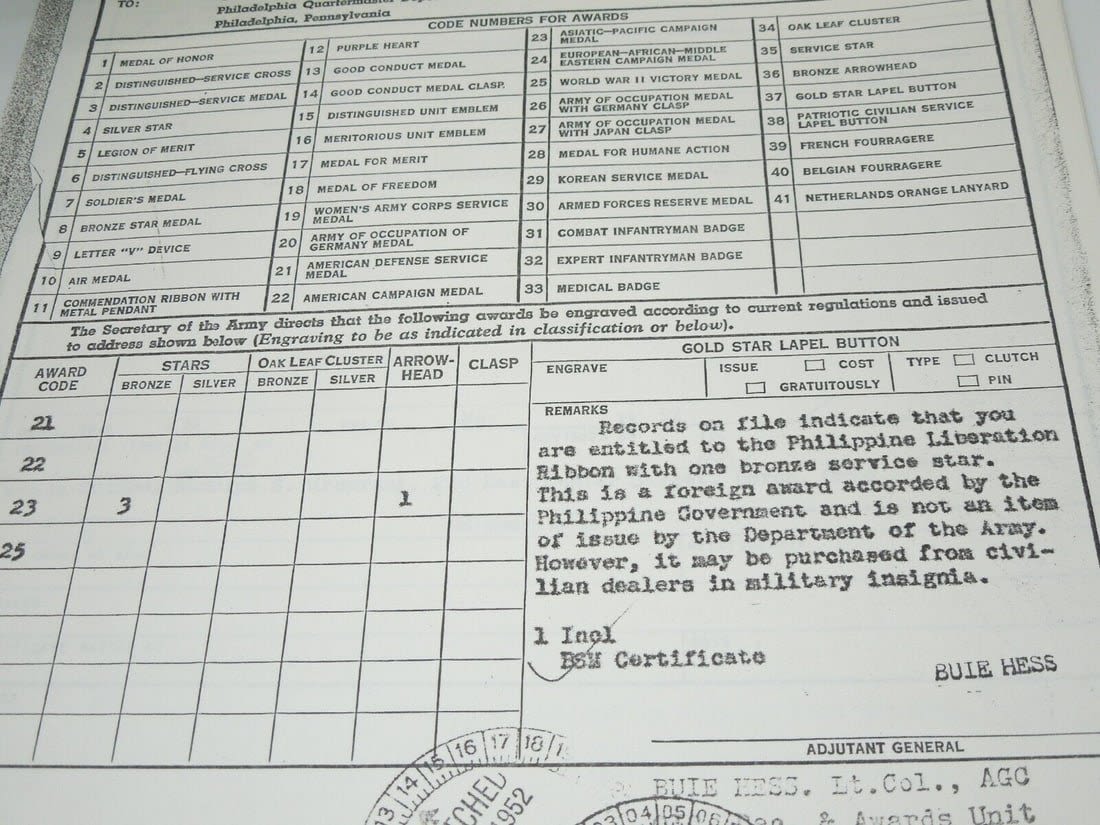 TO:
Philadelphia Quartermaster
Philadelphia, Pennsylvania
CODE NUMBERS FOR AWARDS
1 MEDAL OF HONOR
2 DISTINGUISHED—SERVICE CROSS
3 DISTINGUISHED—SERVICE MEDAL
4 SILVER STAR
5 LEGION OF MERIT
6 DISTINGUISHED—FLYING CROSS
7 SOLDIER'S MEDAL
8 BRONZE STAR MEDAL
9 LETTER "V" DEVICE
10 AIR MEDAL
11 COMMENDATION RIBBON WITH
METAL PENDANT
12 PURPLE HEART
13 GOOD CONDUCT MEDAL
14 GOOD CONDUCT MEDAL CLASP.
15 DISTINGUISHED UNIT EMBLEM
16 MERITORIOUS UNIT EMBLEM
17 MEDAL FOR MERIT
18 MEDAL OF FREEDOM
19 WOMEN'S ARMY CORPS SERVICE
MEDAL
20 ARMY OF OCCUPATION OF
GERMANY MEDAL
21 AMERICAN DEFENSE SERVICE
MEDAL
22 AMERICAN CAMPAIGN MEDAL
23 ASIATIC—PACIFIC CAMPAIGN
MEDAL
24 EUROPEAN—AFRICAN—MIDDLE
EASTERN CAMPAIGN MEDAL
25 WORLD WAR II VICTORY MEDAL
26 ARMY OF OCCUPATION MEDAL
WITH GERMANY CLASP
27 ARMY OF OCCUPATION MEDAL
WITH JAPAN CLASP
28 MEDAL FOR HUMANE ACTION
29 KOREAN SERVICE MEDAL
30 ARMED FORCES RESERVE MEDAL
31 COMBAT INFANTRYMAN BADGE
32 EXPERT INFANTRYMAN BADGE
33 MEDICAL BADGE
34 OAK LEAF CLUSTER
35 SERVICE STAR
36 BRONZE ARROWHEAD
37 GOLD STAR LAPEL BUTTON
38 PATRIOTIC CIVILIAN SERVICE
LAPEL BUTTON
39 FRENCH FOURRAGERE
40 BELGIAN FOURRAGERE
41 NETHERLANDS ORANGE LANYARD
The Secretary of the Army directs that the following awards be engraved according to current regulations and issued
to address shown below (Engraving to be as indicated in classification or below).
AWARD
CODE
STARS
BRONZE SILVER
OAK LEAF CLUSTER
BRONZE SILVER
ARROW-
HEAD
CLASP
21
22
23 3 1
25
GOLD STAR LAPEL BUTTON
ENGRAVE
ISSUE COST
GRATUITOUSLY
TYPE CLUTCH
PIN
REMARKS
Records on file indicate that you
are entitled to the Philippine Liberation
Ribbon with one bronze service star.
This is a foreign award accorded by the
Philippine Government and is not an item
of issue by the Department of the Army.
However, it may be purchased from civi-
lian dealers in military insignia.
1 Incl
BSM Certificate
BUIE HESS
ADJUTANT GENERAL
BUIE HESS. Lt.Col., AGC
& Awards Unit
13 14 15 16 17 18
1952
03 04 05 06